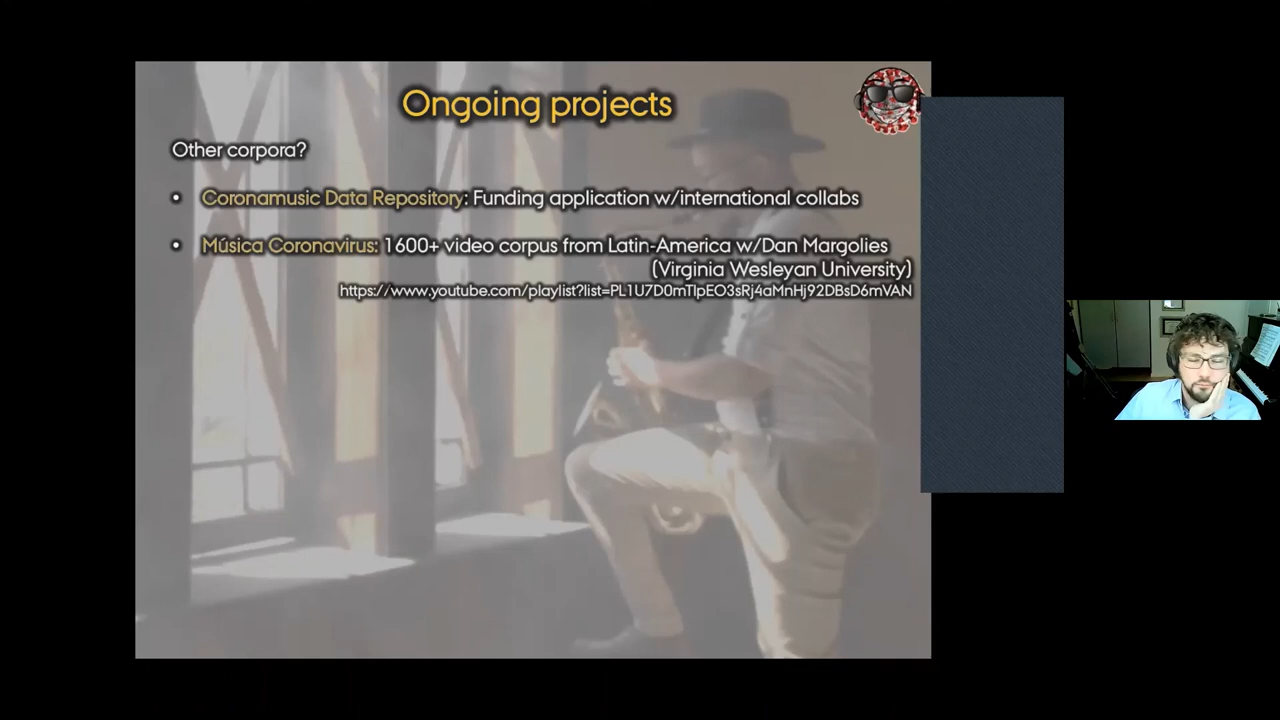 Ongoing projects
Other corpora?
• Coronamusic Data Repository: Funding application w/international collabs
• Música Coronavirus: 1600+ video corpus from Latin-America w/Dan Margolies
(Virginia Wesleyan University)
https://www.youtube.com/playlist?list=PL1U7D0mTIpEO3sRj4aMnHj92DBsD6mVAN